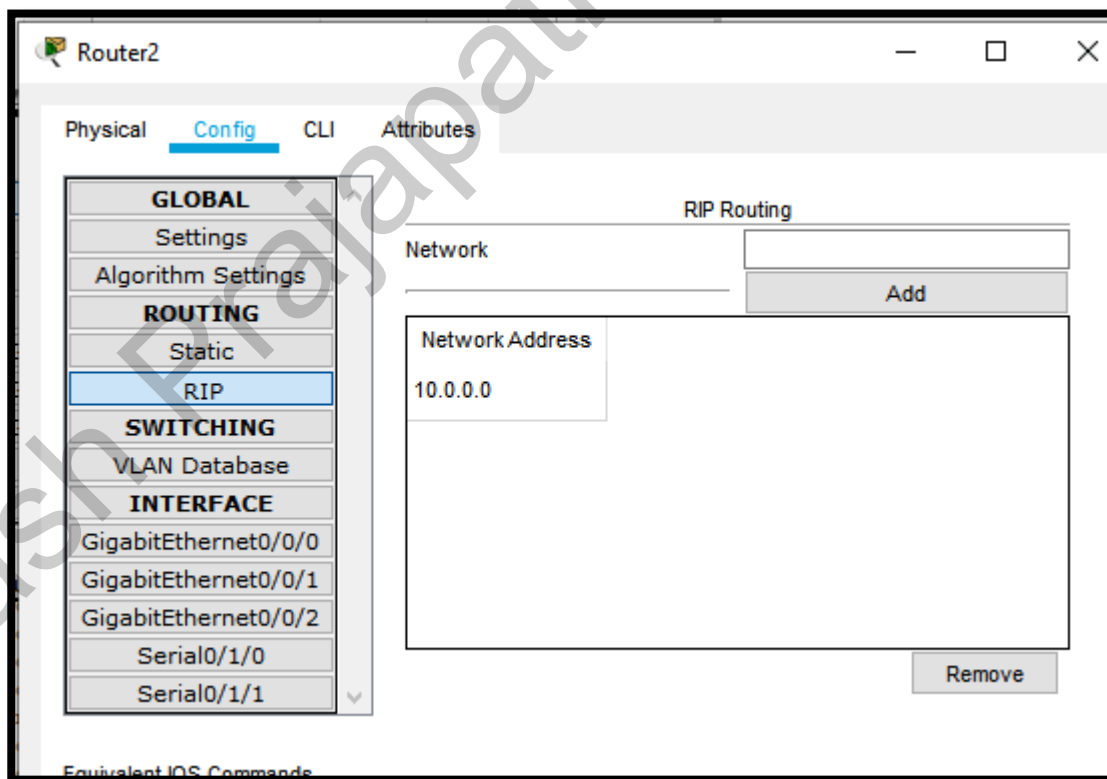 Router2
Physical Config CLI Attributes
GLOBAL
Settings
Algorithm Settings
ROUTING
Static
RIP
SWITCHING
VLAN Database
INTERFACE
GigabitEthernet0/0/0
GigabitEthernet0/0/1
GigabitEthernet0/0/2
Serial0/1/0
Serial0/1/1
RIP Routing
Network
Add
Network Address
10.0.0.0
Remove
Equivalent IOS Commands
Prajapati